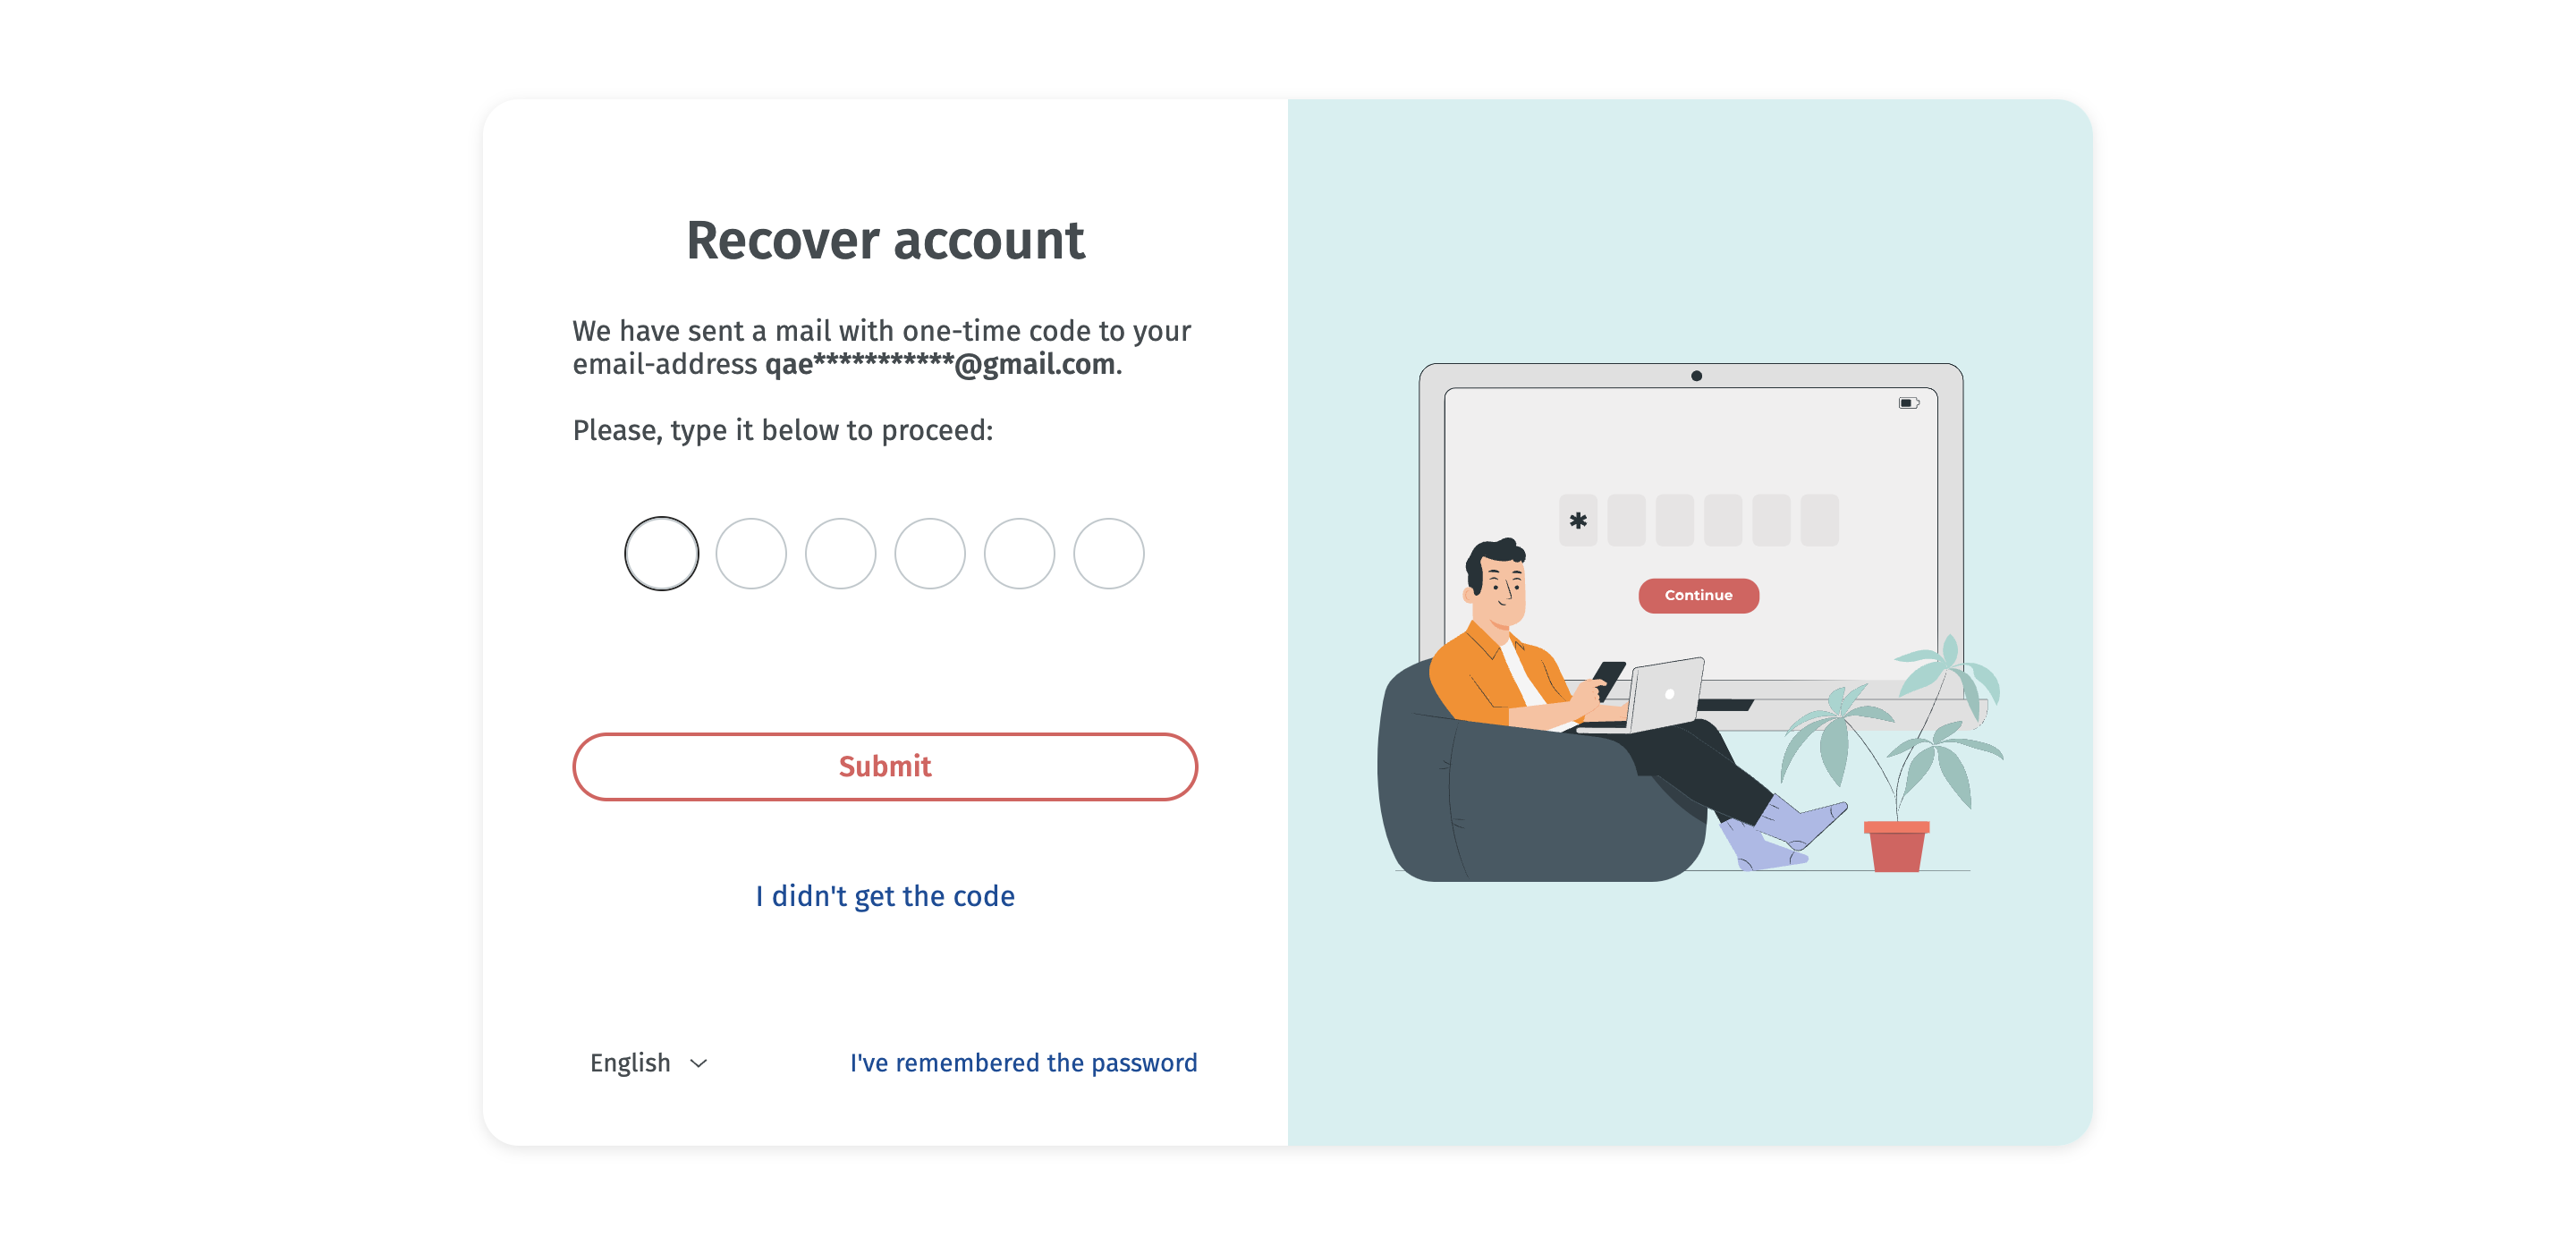 Recover account
We have sent a mail with one-time code to your
email-address qae***********@gmail.com.
Please, type it below to proceed:
Submit
I didn't get the code
English
I've remembered the password
*
Continue